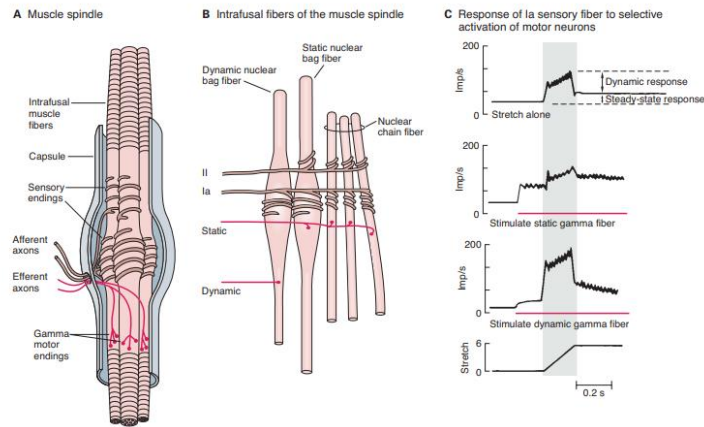 A Muscle spindle
Intrafusal
muscle
fibers
Capsule
Sensory
endings
Afferent
axons
Efferent
axons
Gamma
motor
endings
B Intrafusal fibers of the muscle spindle
Static nuclear
bag fiber
Dynamic nuclear
bag fiber
Nuclear
chain fiber
II
Ia
Static
Dynamic
C Response of Ia sensory fiber to selective
activation of motor neurons
200
Imp/s
0
Dynamic response
Steady-state response
Stretch alone
200
Imp/s
0
Stimulate static gamma fiber
200
Imp/s
0
Stimulate dynamic gamma fiber
6
Stretch
0
0.2 s